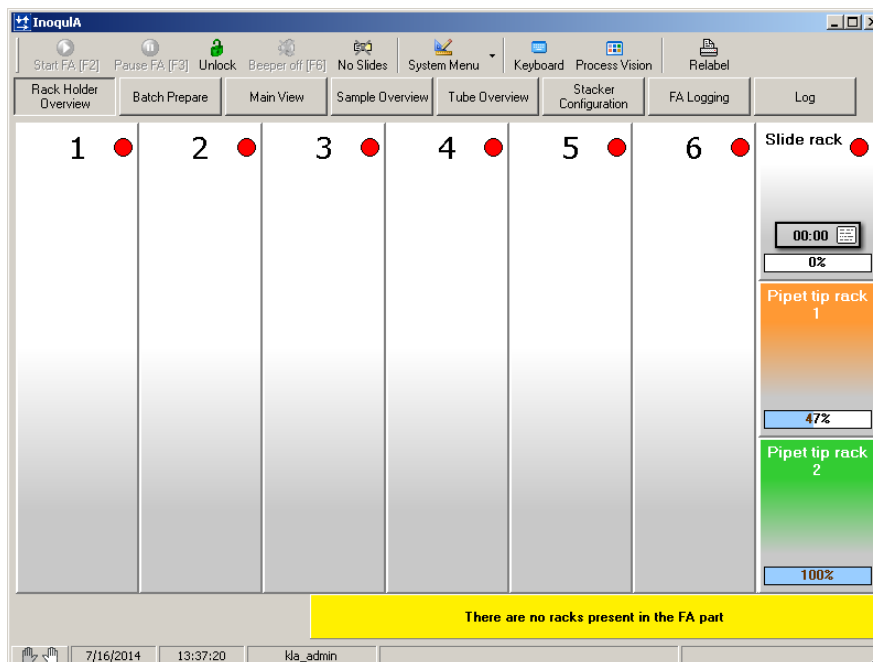 InoqulA
Start FA [F2] Pause FA [F3] Unlock Beeper off [F6] No Slides System Menu Keyboard Process Vision Relabel
Rack Holder
Overview
Batch Prepare
Main View
Sample Overview
Tube Overview
Stacker
Configuration
FA Logging
Log
1 2 3 4 5 6
Slide rack
00:00
0%
Pipet tip rack
1
47%
Pipet tip rack
2
100%
There are no racks present in the FA part
7/16/2014 13:37:20 kla_admin